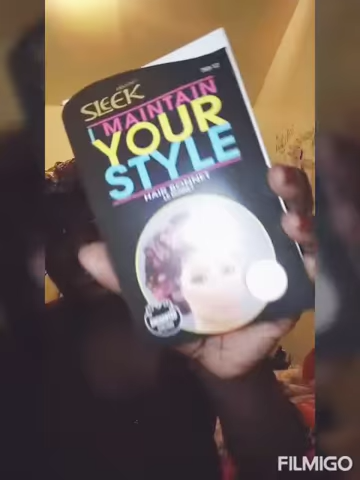 SLEEK
I MAINTAIN
YOUR
STYLE
HAIR BONNET
FILMIGO